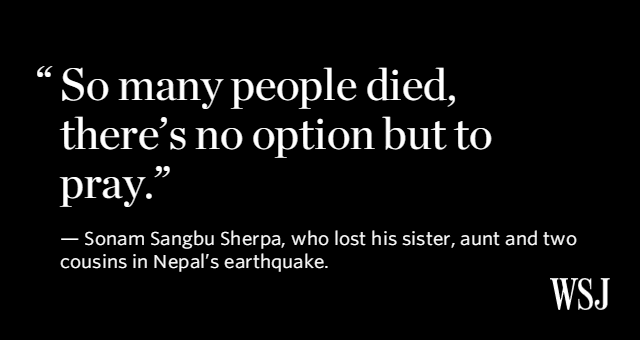 “ So many people died,
there’s no option but to
pray.”
— Sonam Sangbu Sherpa, who lost his sister, aunt and two
cousins in Nepal’s earthquake.
WSJ